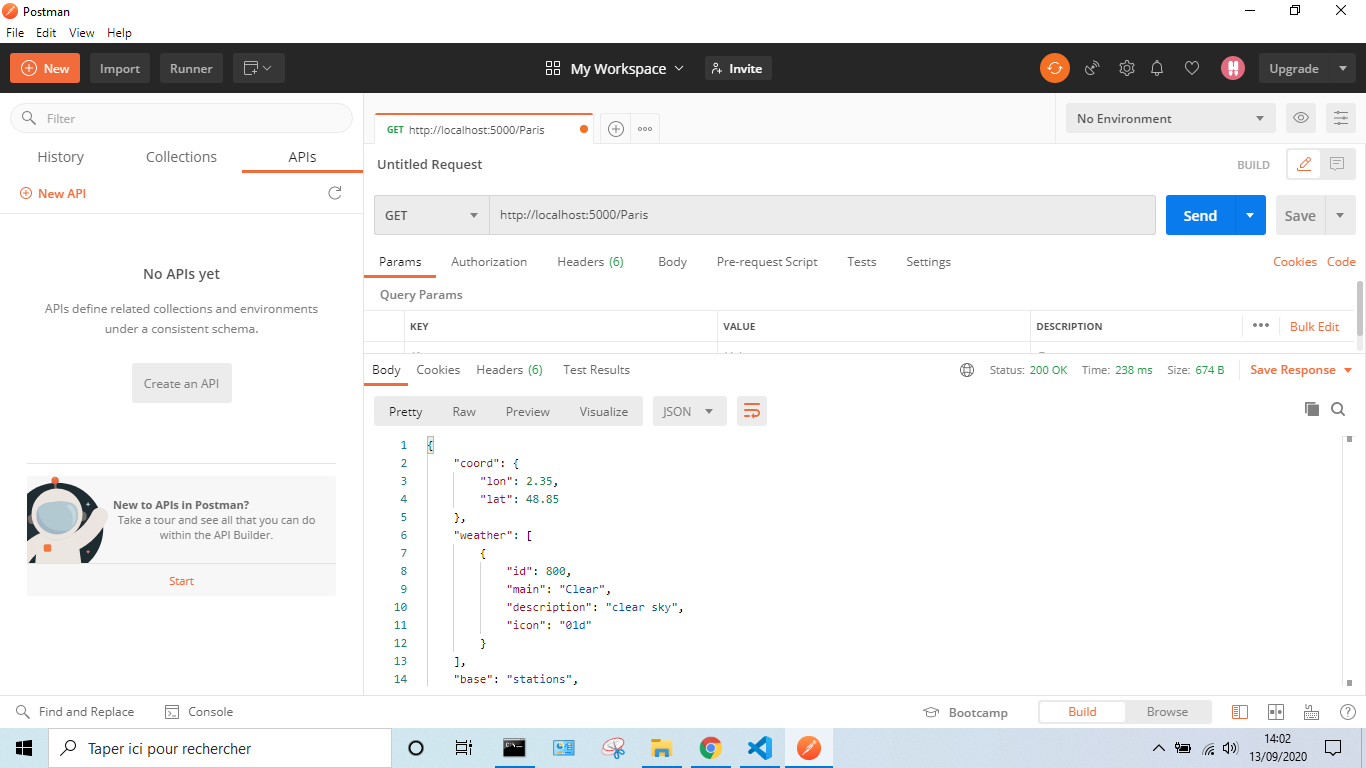 Postman
File Edit View Help
New Import Runner My Workspace Invite Upgrade
Filter
History Collections APIs
New API
No APIs yet
APIs define related collections and environments
under a consistent schema.
Create an API
New to APIs in Postman?
Take a tour and see all that you can do
within the API Builder.
Start
GET http://localhost:5000/Paris
No Environment
Untitled Request BUILD
GET http://localhost:5000/Paris Send Save
Params Authorization Headers (6) Body Pre-request Script Tests Settings Cookies Code
Query Params
KEY VALUE DESCRIPTION Bulk Edit
Body Cookies Headers (6) Test Results Status: 200 OK Time: 238 ms Size: 674 B Save Response
Pretty Raw Preview Visualize JSON
1 {
2 "coord": {
3 "lon": 2.35,
4 "lat": 48.85
5 },
6 "weather": [
7 {
8 "id": 800,
9 "main": "Clear",
10 "description": "clear sky",
11 "icon": "01d"
12 }
13 ],
14 "base": "stations",
Find and Replace Console Bootcamp Build Browse
Taper ici pour rechercher
14:02
13/09/2020